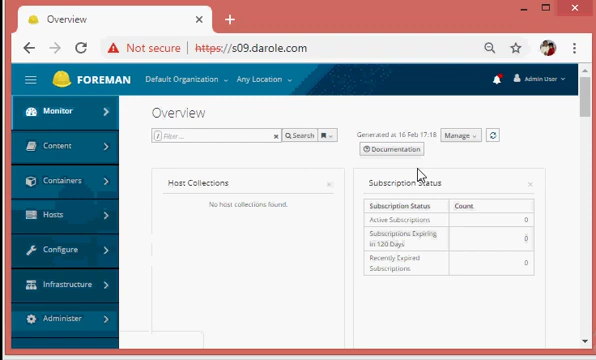 Overview
Not secure https://s09.darole.com
FOREMAN Default Organization Any Location Admin User
Monitor
Content
Containers
Hosts
Configure
Infrastructure
Administer
Overview
Filter ... Search
Generated at 16 Feb 17:18 Manage
Documentation
Host Collections
No host collections found.
Subscription Status
Subscription Status Count
Active Subscriptions 0
Subscriptions Expiring
in 120 Days 0
Recently Expired
Subscriptions 0